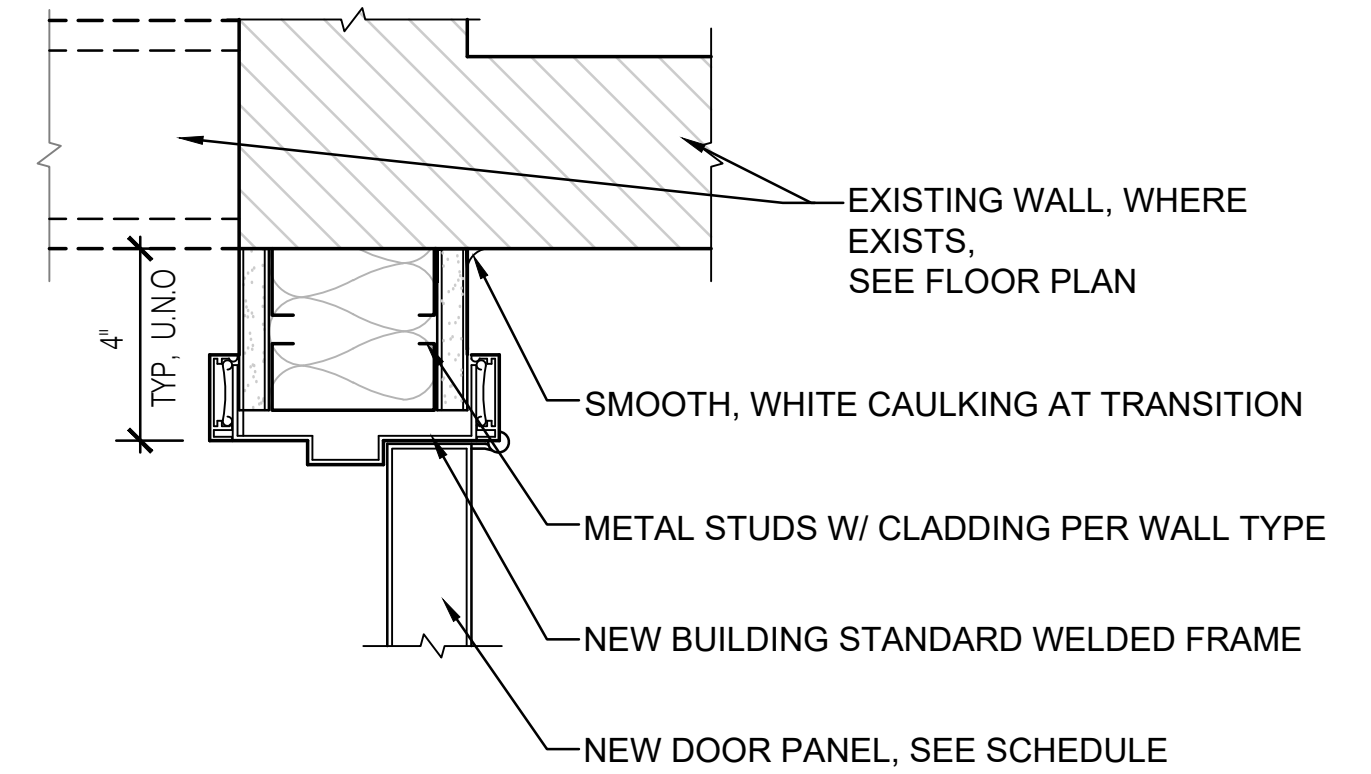 EXISTING WALL, WHERE
EXISTS,
SEE FLOOR PLAN
4"
TYP, U.N.O
SMOOTH, WHITE CAULKING AT TRANSITION
METAL STUDS W/ CLADDING PER WALL TYPE
NEW BUILDING STANDARD WELDED FRAME
NEW DOOR PANEL, SEE SCHEDULE